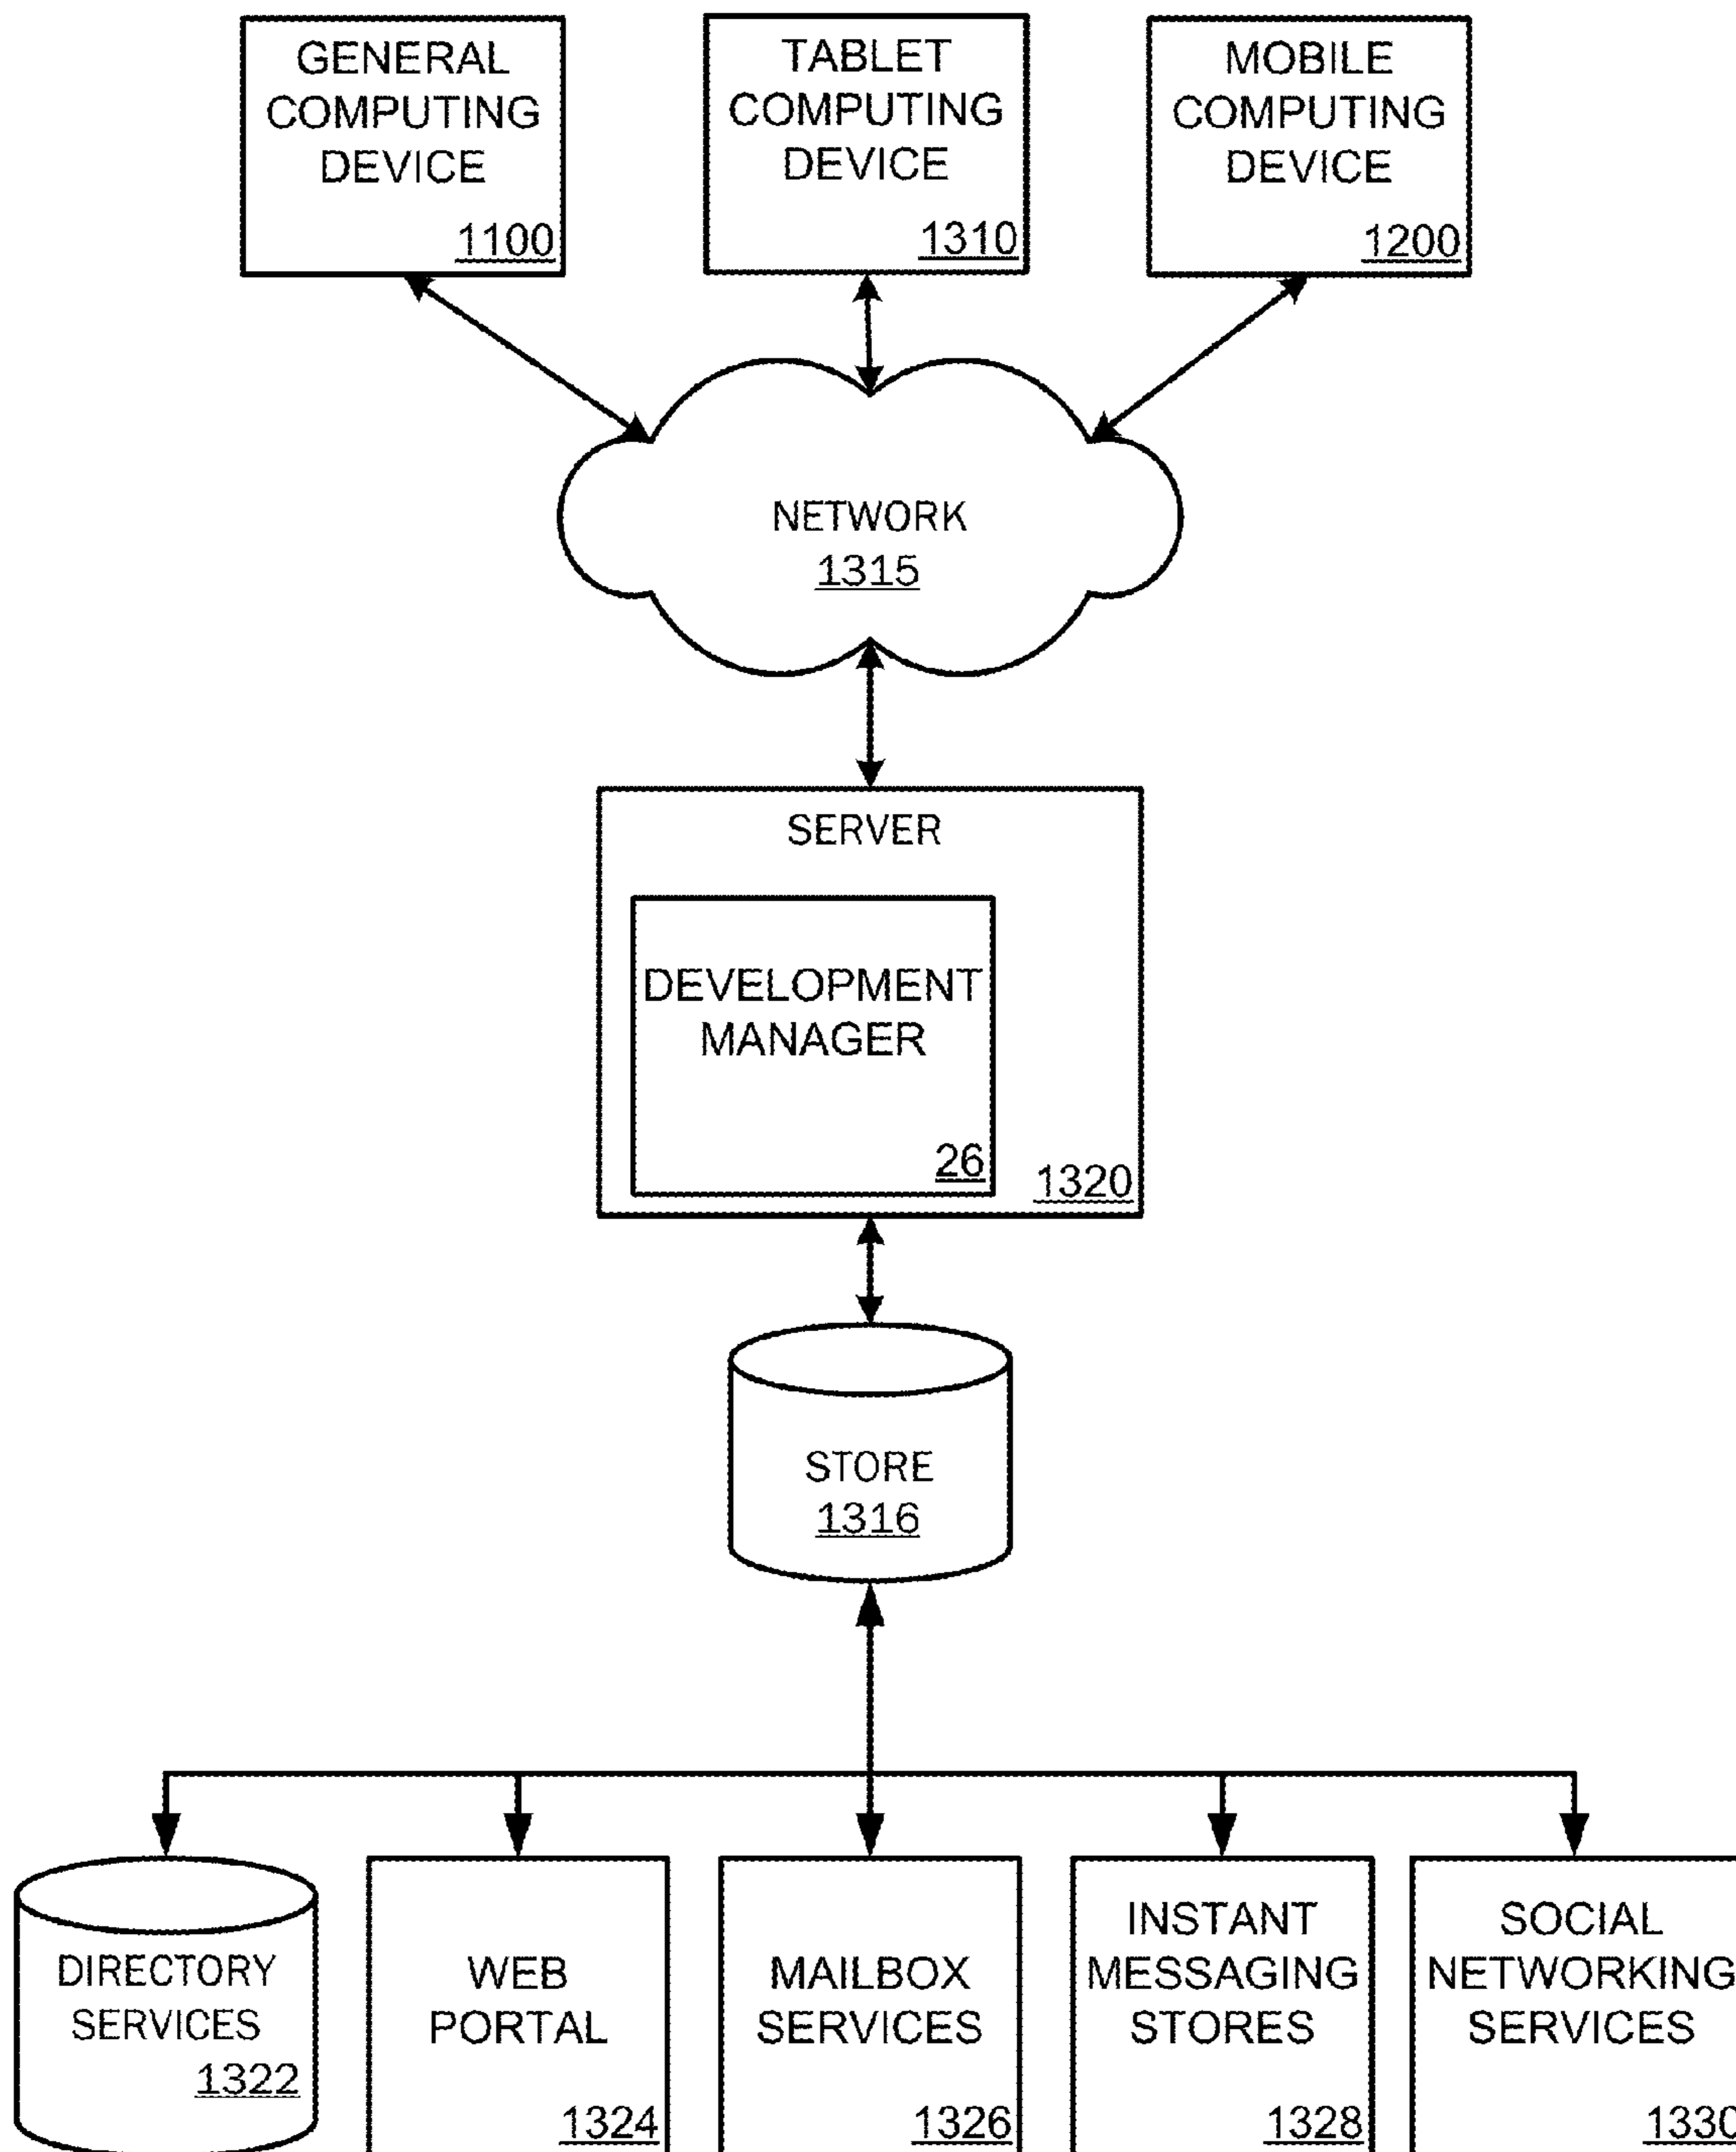 GENERAL
COMPUTING
DEVICE
1100
TABLET
COMPUTING
DEVICE
1310
MOBILE
COMPUTING
DEVICE
1200
NETWORK
1315
SERVER
DEVELOPMENT
MANAGER
26
1320
STORE
1316
DIRECTORY
SERVICES
1322
WEB
PORTAL
1324
MAILBOX
SERVICES
1326
INSTANT
MESSAGING
STORES
1328
SOCIAL
NETWORKING
SERVICES
1330